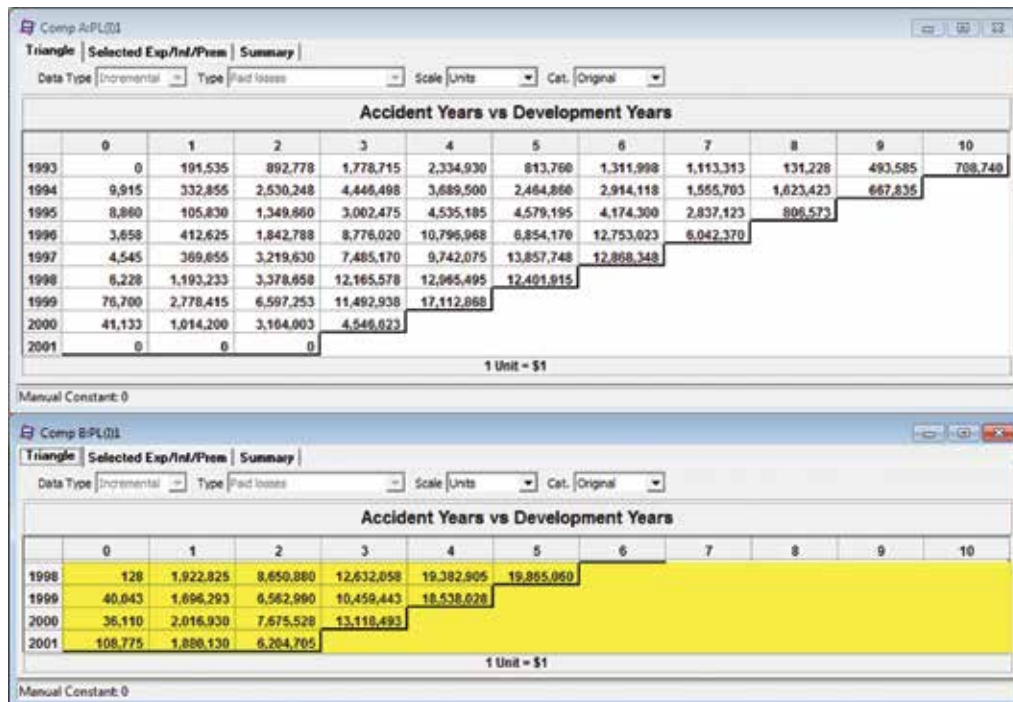 Comp A:PL(I)1
Triangle Selected Exp/Inf/Prem Summary
Data Type Incremental Type Paid losses Scale Units Cat. Original
Accident Years vs Development Years
0 1 2 3 4 5 6 7 8 9 10
1993 0 191,535 892,778 1,778,715 2,334,930 813,760 1,311,998 1,113,313 131,228 493,585 708,740
1994 9,915 332,855 2,530,248 4,446,498 3,689,500 2,464,860 2,914,118 1,555,703 1,623,423 667,835
1995 8,860 105,830 1,349,660 3,002,475 4,535,185 4,579,195 4,174,300 2,837,123 806,573
1996 3,658 412,625 1,842,788 8,776,020 10,796,968 6,854,170 12,753,023 6,042,370
1997 4,545 369,655 3,219,630 7,485,170 9,742,075 13,857,748 12,868,348
1998 6,228 1,193,233 3,378,658 12,165,578 12,965,495 12,401,915
1999 76,700 2,778,415 6,597,253 11,492,938 17,112,868
2000 41,133 1,014,200 3,164,003 4,546,623
2001 0 0 0
1 Unit = $1
Manual Constant: 0
Comp B:PL(I)1
Triangle Selected Exp/Inf/Prem Summary
Data Type Incremental Type Paid losses Scale Units Cat. Original
Accident Years vs Development Years
0 1 2 3 4 5 6 7 8 9 10
1998 128 1,922,825 8,650,880 12,632,058 19,382,905 19,865,060
1999 40,043 1,696,293 6,562,990 10,459,443 18,538,028
2000 36,110 2,016,930 7,675,528 13,118,493
2001 108,775 1,880,130 6,204,705
1 Unit = $1
Manual Constant: 0